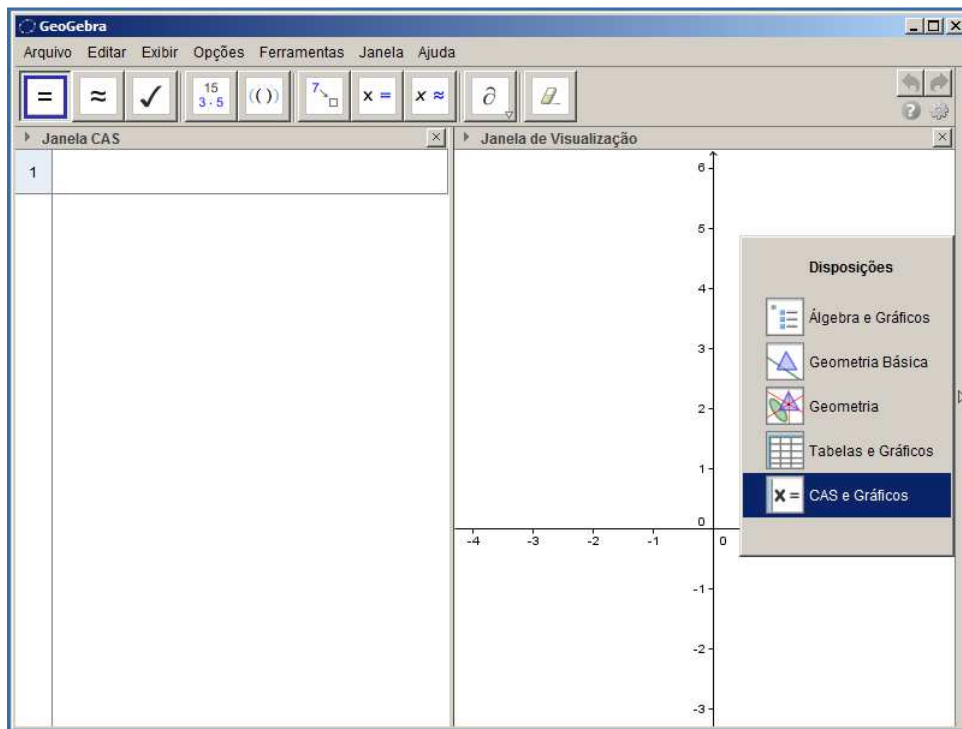 GeoGebra
Arquivo Editar Exibir Opções Ferramentas Janela Ajuda
= ≈ ✓ 15 3·5 (()) 7 x = x ≈ ∂
Janela CAS
Janela de Visualização
1
6
5
4
3
2
1
0
-4 -3 -2 -1 0
-1
-2
-3
Disposições
Álgebra e Gráficos
Geometria Básica
Geometria
Tabelas e Gráficos
x = CAS e Gráficos